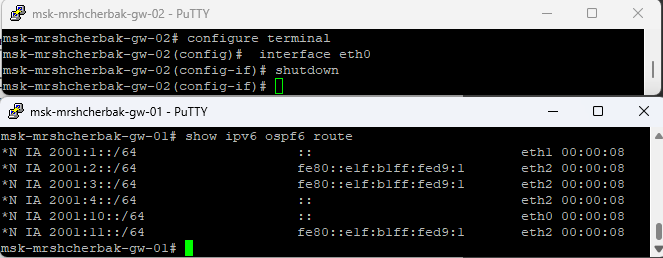 msk-mrshcherbak-gw-02 - PuTTY
msk-mrshcherbak-gw-02# configure terminal
msk-mrshcherbak-gw-02(config)#  interface eth0
msk-mrshcherbak-gw-02(config-if)# shutdown
msk-mrshcherbak-gw-02(config-if)#
msk-mrshcherbak-gw-01 - PuTTY
msk-mrshcherbak-gw-01# show ipv6 ospf6 route
*N IA 2001:1::/64 :: eth1 00:00:08
*N IA 2001:2::/64 fe80::e1f:b1ff:fed9:1 eth2 00:00:08
*N IA 2001:3::/64 fe80::e1f:b1ff:fed9:1 eth2 00:00:08
*N IA 2001:4::/64 :: eth2 00:00:08
*N IA 2001:10::/64 :: eth0 00:00:08
*N IA 2001:11::/64 fe80::e1f:b1ff:fed9:1 eth2 00:00:08
msk-mrshcherbak-gw-01#